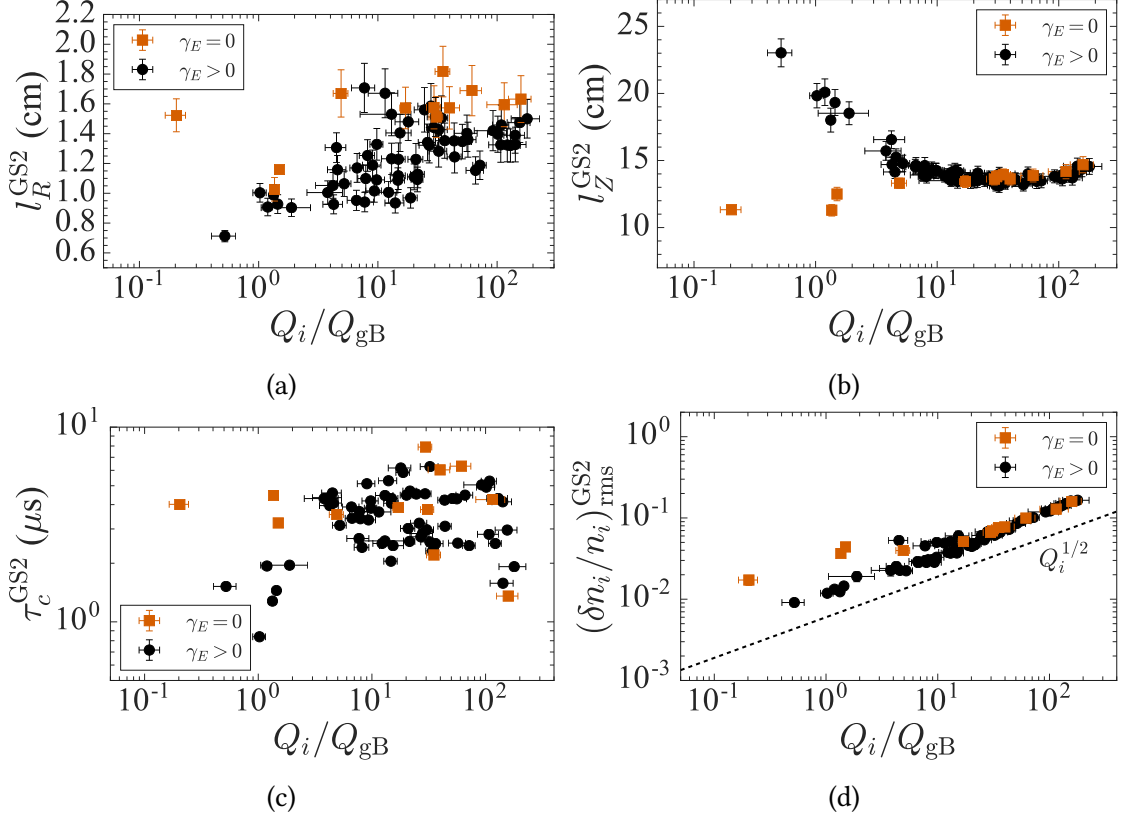 2.2
2.0
1.8
1.6
1.4
1.2
1.0
0.8
0.6
l_R^GS2 (cm)
γ_E = 0
γ_E > 0
10^-1 10^0 10^1 10^2
Q_i/Q_gB
(a)
25
20
15
10
l_Z^GS2 (cm)
γ_E = 0
γ_E > 0
10^-1 10^0 10^1 10^2
Q_i/Q_gB
(b)
10^1
10^0
τ_c^GS2 (μs)
γ_E = 0
γ_E > 0
10^-1 10^0 10^1 10^2
Q_i/Q_gB
(c)
10^0
10^-1
10^-2
10^-3
(δn_i/n_i)_rms^GS2
γ_E = 0
γ_E > 0
Q_i^1/2
10^-1 10^0 10^1 10^2
Q_i/Q_gB
(d)